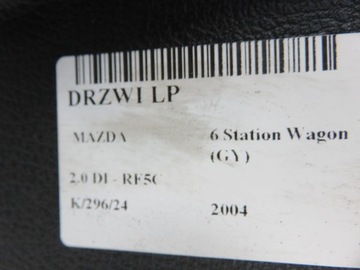 DRZWI LP
MAZDA 6 Station Wagon
(GY)
2.0 DI - RF5C
K/296/24 2004